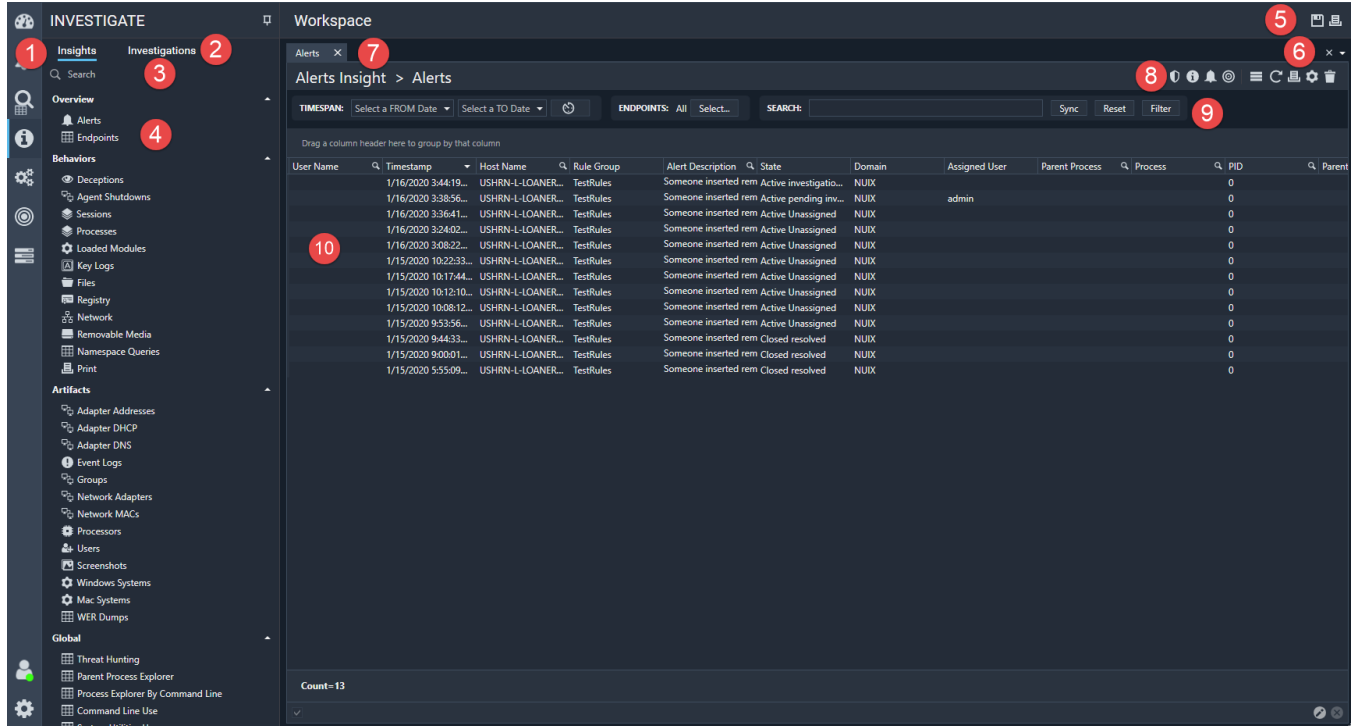 INVESTIGATE
Workspace
5
1
Insights
Investigations
2
Alerts
7
6
Search
3
Alerts Insight > Alerts
8
Overview
TIMESPAN: Select a FROM Date Select a TO Date ENDPOINTS: All Select... SEARCH: Sync Reset Filter
9
Alerts
Endpoints
4
Behaviors
Deceptions
Agent Shutdowns
Sessions
Processes
Loaded Modules
Key Logs
Files
Registry
Network
Removable Media
Namespace Queries
Print
Artifacts
Adapter Addresses
Adapter DHCP
Adapter DNS
Event Logs
Groups
Network Adapters
Network MACs
Processors
Users
Screenshots
Windows Systems
Mac Systems
WER Dumps
Global
Threat Hunting
Parent Process Explorer
Process Explorer By Command Line
Command Line Use
Drag a column header here to group by that column
User Name Timestamp Host Name Rule Group Alert Description State Domain Assigned User Parent Process Process PID Parent
1/16/2020 3:44:19... USHRN-L-LOANER... TestRules Someone inserted rem Active investigatio... NUIX 0
1/16/2020 3:38:56... USHRN-L-LOANER... TestRules Someone inserted rem Active pending inv... NUIX admin 0
1/16/2020 3:36:41... USHRN-L-LOANER... TestRules Someone inserted rem Active Unassigned NUIX 0
1/16/2020 3:24:02... USHRN-L-LOANER... TestRules Someone inserted rem Active Unassigned NUIX 0
10
1/16/2020 3:08:22... USHRN-L-LOANER... TestRules Someone inserted rem Active Unassigned NUIX 0
1/15/2020 10:22:33... USHRN-L-LOANER... TestRules Someone inserted rem Active Unassigned NUIX 0
1/15/2020 10:17:44... USHRN-L-LOANER... TestRules Someone inserted rem Active Unassigned NUIX 0
1/15/2020 10:12:10... USHRN-L-LOANER... TestRules Someone inserted rem Active Unassigned NUIX 0
1/15/2020 10:08:12... USHRN-L-LOANER... TestRules Someone inserted rem Active Unassigned NUIX 0
1/15/2020 9:53:56... USHRN-L-LOANER... TestRules Someone inserted rem Active Unassigned NUIX 0
1/15/2020 9:44:33... USHRN-L-LOANER... TestRules Someone inserted rem Closed resolved NUIX 0
1/15/2020 9:00:01... USHRN-L-LOANER... TestRules Someone inserted rem Closed resolved NUIX 0
1/15/2020 5:55:09... USHRN-L-LOANER... TestRules Someone inserted rem Closed resolved NUIX 0
Count=13